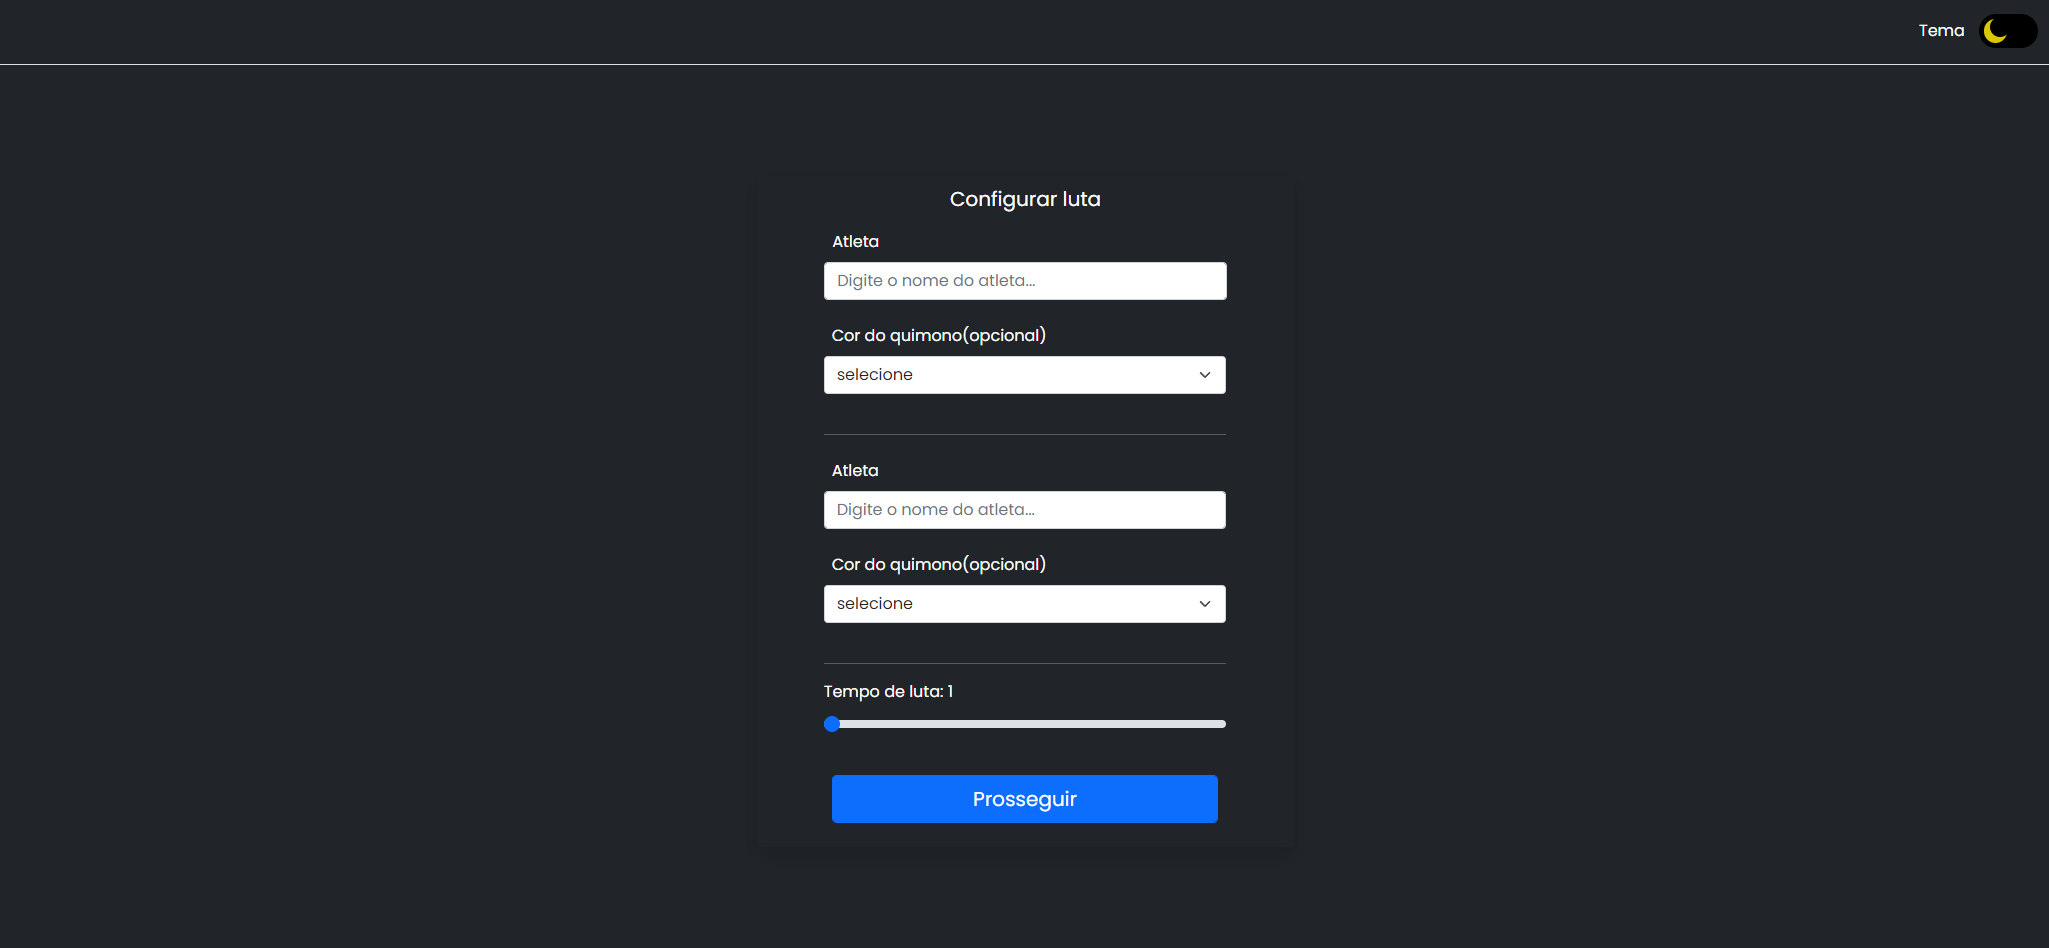 Tema
Configurar luta
Atleta
Digite o nome do atleta...
Cor do quimono(opcional)
selecione
Atleta
Digite o nome do atleta...
Cor do quimono(opcional)
selecione
Tempo de luta: 1
Prosseguir